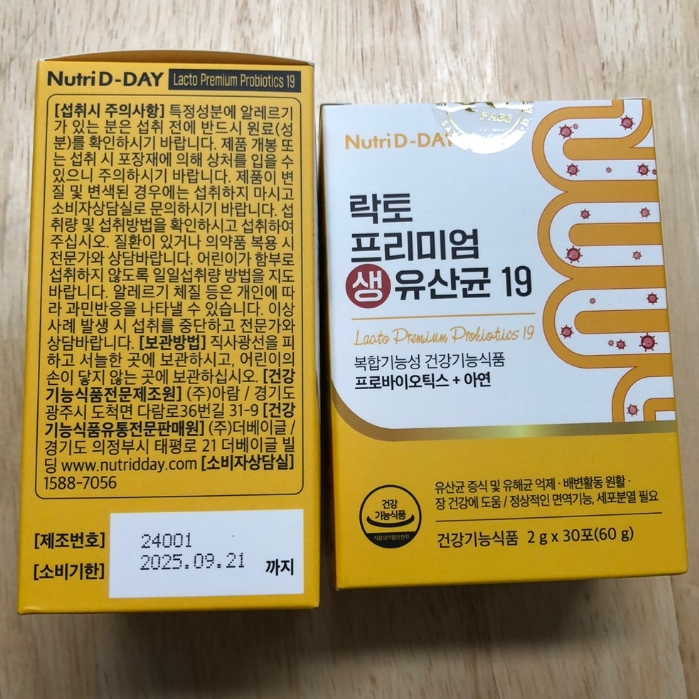 NutriD-DAY Lacto Premium Probiotics 19
[섭취시 주의사항] 특정성분에 알레르기
가 있는 분은 섭취 전에 반드시 원료(성
분)를 확인하시기 바랍니다. 제품 개봉 또
는 섭취 시 포장재에 의해 상처를 입을 수
있으니 주의하시기 바랍니다. 제품이 변
질 및 변색된 경우에는 섭취하지 마시고
소비자상담실로 문의하시기 바랍니다. 섭
취량 및 섭취방법을 확인하시고 섭취하여
주십시오. 질환이 있거나 의약품 복용 시
전문가와 상담바랍니다. 어린이가 함부로
섭취하지 않도록 일일섭취량 방법을 지도
바랍니다. 알레르기 체질 등은 개인에 따
라 과민반응을 나타낼 수 있습니다. 이상
사례 발생 시 섭취를 중단하고 전문가와
상담바랍니다. [보관방법] 직사광선을 피
하고 서늘한 곳에 보관하시고, 어린이의
손이 닿지 않는 곳에 보관하십시오. [건강
기능식품전문제조원] (주)아람 / 경기도
광주시 도척면 다람로36번길 31-9 [건강
기능식품유통전문판매원] (주)더베이글 /
경기도 의정부시 태평로 21 더베이글 빌
딩 www.nutridday.com [소비자상담실]
1588-7056
[제조번호] 24001
[소비기한] 2025.09.21 까지
NutriD-DAY
PASS
락토
프리미엄
생유산균 19
Lacto Premium Probiotiics 19
복합기능성 건강기능식품
프로바이오틱스 + 아연
건강
기능식품
식품의약품안전처
유산균 증식 및 유해균 억제 · 배변활동 원활 ·
장 건강에 도움 / 정상적인 면역기능, 세포분열 필요
건강기능식품 2 g x 30포(60 g)